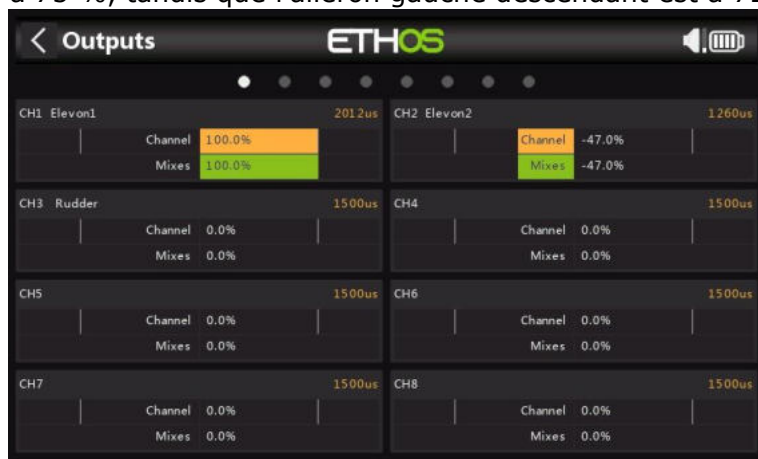 Outputs ETHOS
CH1 Elevon1 2012us CH2 Elevon2 1260us
Channel 100.0% Channel -47.0%
Mixes 100.0% Mixes -47.0%
CH3 Rudder 1500us CH4 1500us
Channel 0.0% Channel 0.0%
Mixes 0.0% Mixes 0.0%
CH5 1500us CH6 1500us
Channel 0.0% Channel 0.0%
Mixes 0.0% Mixes 0.0%
CH7 1500us CH8 1500us
Channel 0.0% Channel 0.0%
Mixes 0.0% Mixes 0.0%